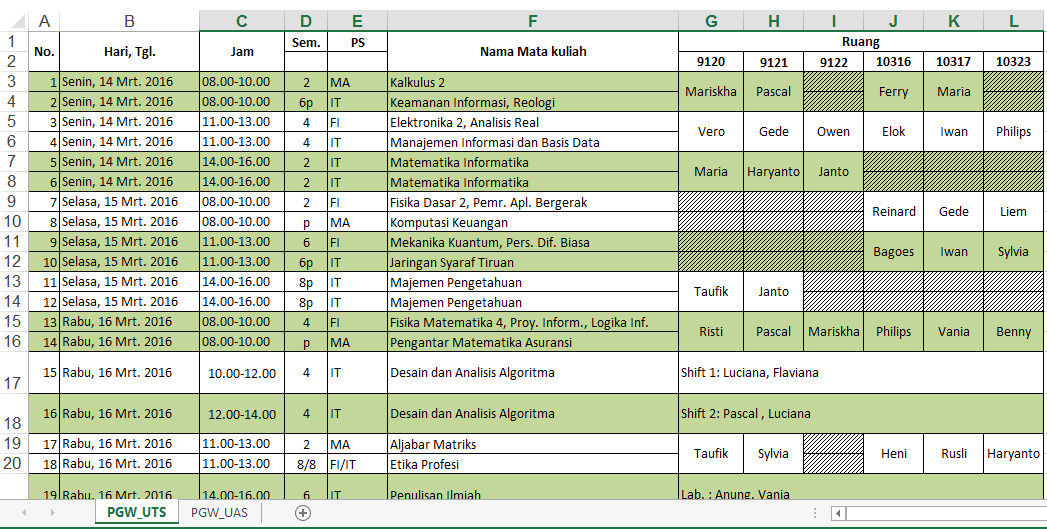 A B C D E F G H I J K L
1 No. Hari, Tgl. Jam Sem. PS Nama Mata kuliah Ruang
2 9120 9121 9122 10316 10317 10323
3 1 Senin, 14 Mrt. 2016 08.00-10.00 2 MA Kalkulus 2 Mariskha Pascal Ferry Maria
4 2 Senin, 14 Mrt. 2016 08.00-10.00 6p IT Keamanan Informasi, Reologi
5 3 Senin, 14 Mrt. 2016 11.00-13.00 4 FI Elektronika 2, Analisis Real Vero Gede Owen Elok Iwan Philips
6 4 Senin, 14 Mrt. 2016 11.00-13.00 4 IT Manajemen Informasi dan Basis Data
7 5 Senin, 14 Mrt. 2016 14.00-16.00 2 IT Matematika Informatika Maria Haryanto Janto
8 6 Senin, 14 Mrt. 2016 14.00-16.00 2 IT Matematika Informatika
9 7 Selasa, 15 Mrt. 2016 08.00-10.00 2 FI Fisika Dasar 2, Pemr. Apl. Bergerak Reinard Gede Liem
10 8 Selasa, 15 Mrt. 2016 08.00-10.00 p MA Komputasi Keuangan
11 9 Selasa, 15 Mrt. 2016 11.00-13.00 6 FI Mekanika Kuantum, Pers. Dif. Biasa Bagoes Iwan Sylvia
12 10 Selasa, 15 Mrt. 2016 11.00-13.00 6p IT Jaringan Syaraf Tiruan
13 11 Selasa, 15 Mrt. 2016 14.00-16.00 8p IT Majemen Pengetahuan Taufik Janto
14 12 Selasa, 15 Mrt. 2016 14.00-16.00 8p IT Majemen Pengetahuan
15 13 Rabu, 16 Mrt. 2016 08.00-10.00 4 FI Fisika Matematika 4, Proy. Inform., Logika Inf. Risti Pascal Mariskha Philips Vania Benny
16 14 Rabu, 16 Mrt. 2016 08.00-10.00 p MA Pengantar Matematika Asuransi
17 15 Rabu, 16 Mrt. 2016 10.00-12.00 4 IT Desain dan Analisis Algoritma Shift 1: Luciana, Flaviana
18 16 Rabu, 16 Mrt. 2016 12.00-14.00 4 IT Desain dan Analisis Algoritma Shift 2: Pascal , Luciana
19 17 Rabu, 16 Mrt. 2016 11.00-13.00 2 MA Aljabar Matriks Taufik Sylvia Heni Rusli Haryanto
20 18 Rabu, 16 Mrt. 2016 11.00-13.00 8/8 FI/IT Etika Profesi
19 Rabu, 16 Mrt. 2016 14.00-16.00 6 IT Penulisan Ilmiah Lab. : Anung, Vania
PGW_UTS PGW_UAS